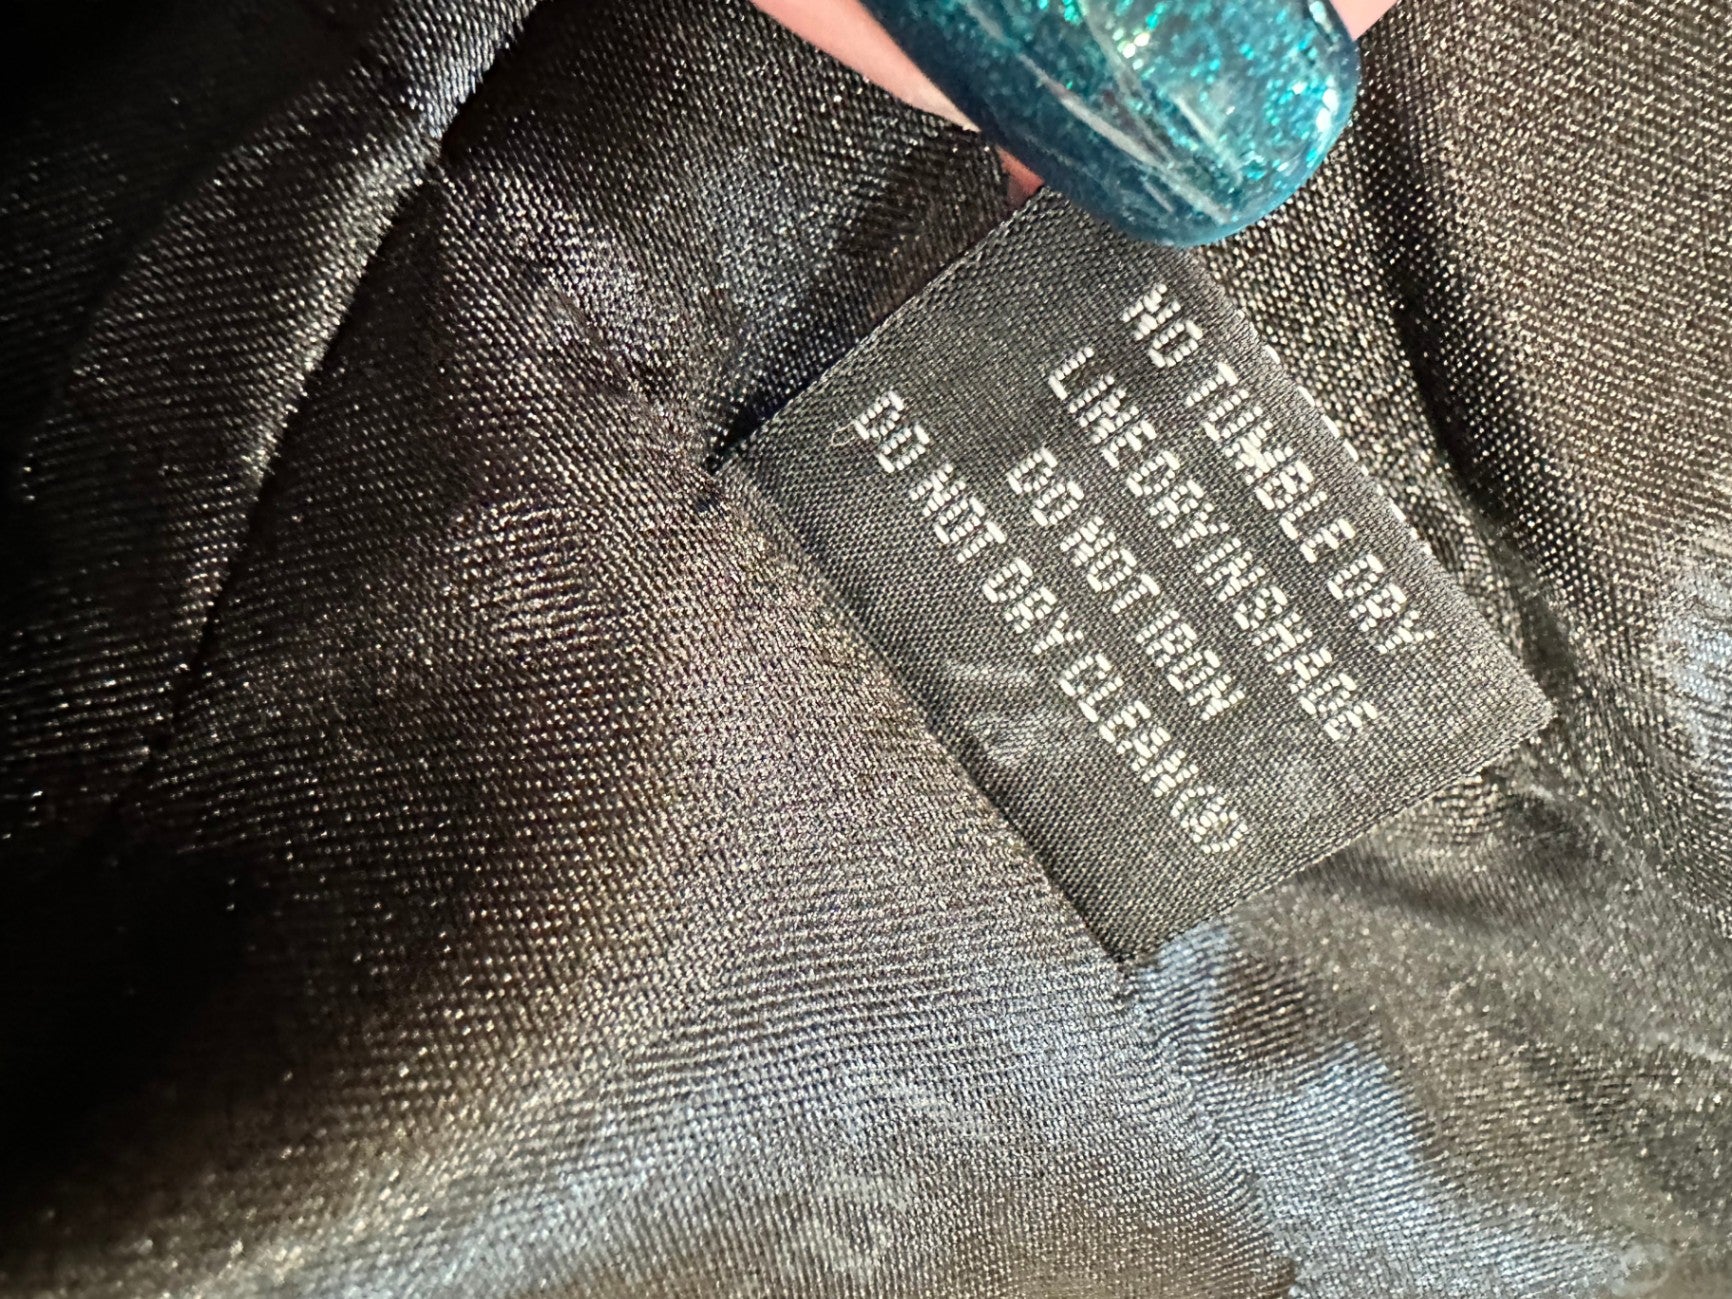 NO TUMBLE DRY
LINE DRY IN SHADE
DO NOT IRON
DO NOT DRY CLEAN